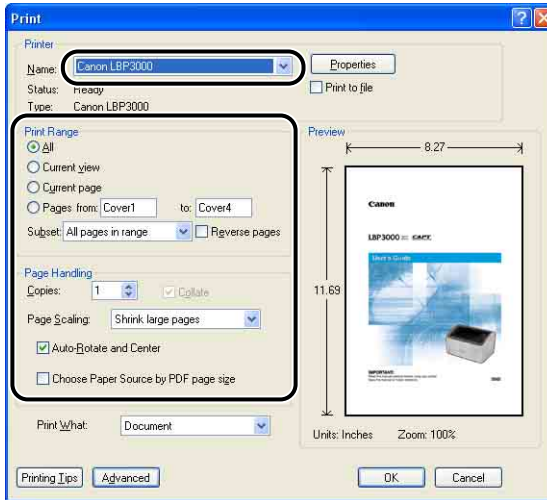 Print
Printer
Name: Canon LBP3000 Properties
Status: Ready Print to file
Type: Canon LBP3000
Print Range
All
Current view
Current page
Pages from: Cover1 to: Cover4
Subset: All pages in range Reverse pages
Page Handling
Copies: 1 Collate
Page Scaling: Shrink large pages
Auto-Rotate and Center
Choose Paper Source by PDF page size
Print What: Document
Preview
8.27
11.69
Canon
LBP3000 CAPT
User's Guide
IMPORTANT:
Units: Inches Zoom: 100%
Printing Tips Advanced OK Cancel